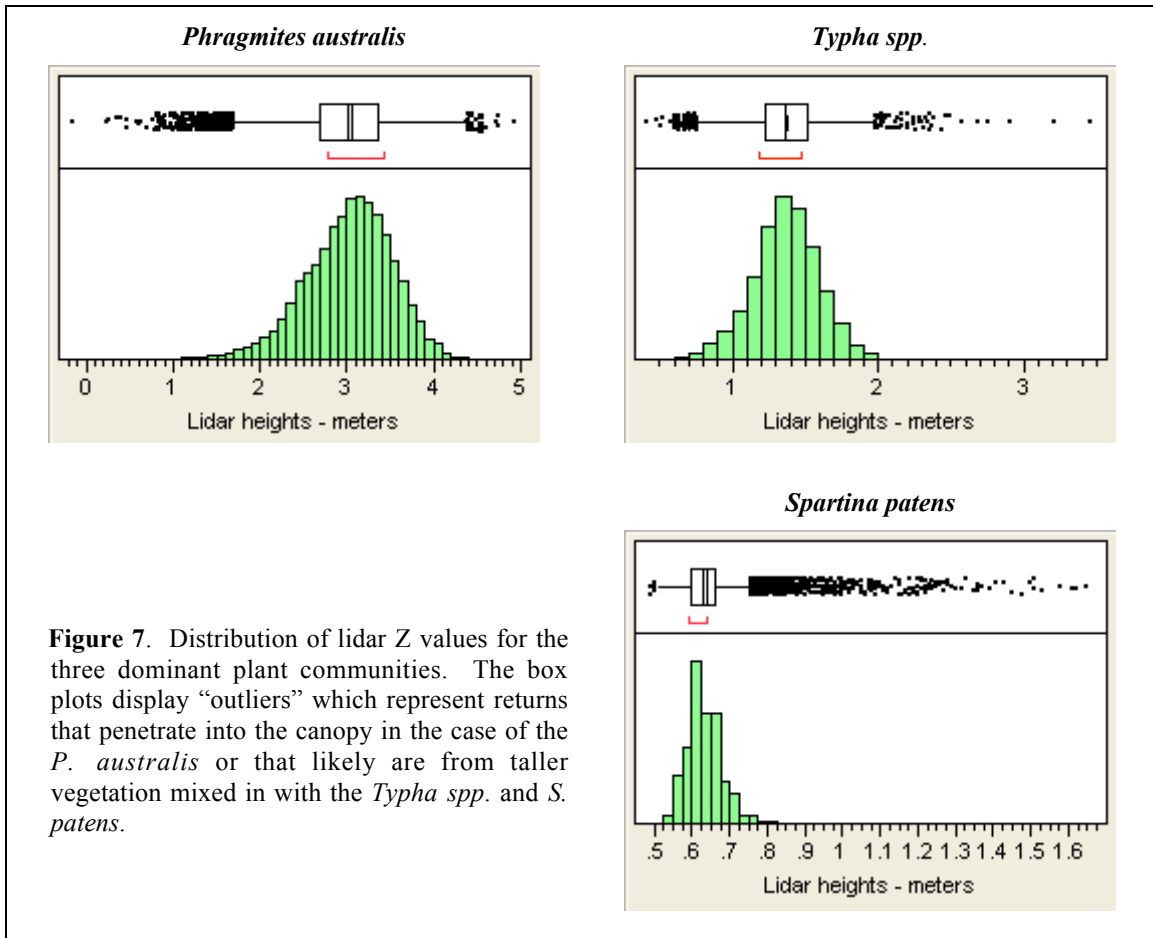 Phragmites australis
0 1 2 3 4 5
Lidar heights - meters
Typha spp.
1 2 3
Lidar heights - meters
Spartina patens
.5 .6 .7 .8 .9 1 1.1 1.2 1.3 1.4 1.5 1.6
Lidar heights - meters
Figure 7. Distribution of lidar Z values for the
three dominant plant communities. The box
plots display “outliers” which represent returns
that penetrate into the canopy in the case of the
P. australis or that likely are from taller
vegetation mixed in with the Typha spp. and S.
patens.